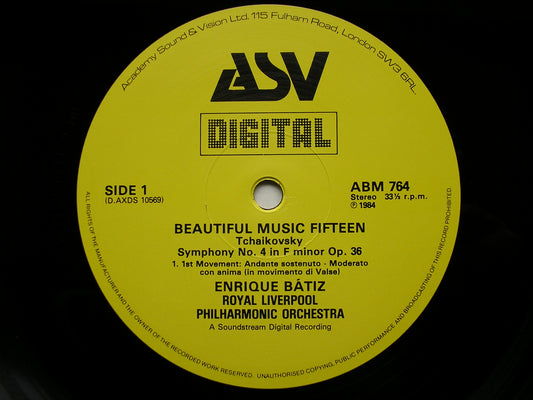 Academy Sound & Vision Ltd. 115 Fulham Road, London SW3 6RL.
ASV
DIGITAL
SIDE 1
(D.AXDS 10569)
ABM 764
Stereo 33⅓ r.p.m.
℗ 1984
BEAUTIFUL MUSIC FIFTEEN
Tchaikovsky
Symphony No. 4 in F minor Op. 36
1. 1st Movement: Andante sostenuto - Moderato
con anima (in movimento di Valse)
ENRIQUE BÁTIZ
ROYAL LIVERPOOL
PHILHARMONIC ORCHESTRA
A Soundstream Digital Recording
ALL RIGHTS OF THE MANUFACTURER AND THE OWNER OF THE RECORDED WORK RESERVED. UNAUTHORISED COPYING, PUBLIC PERFORMANCE AND BROADCASTING OF THIS RECORD PROHIBITED.